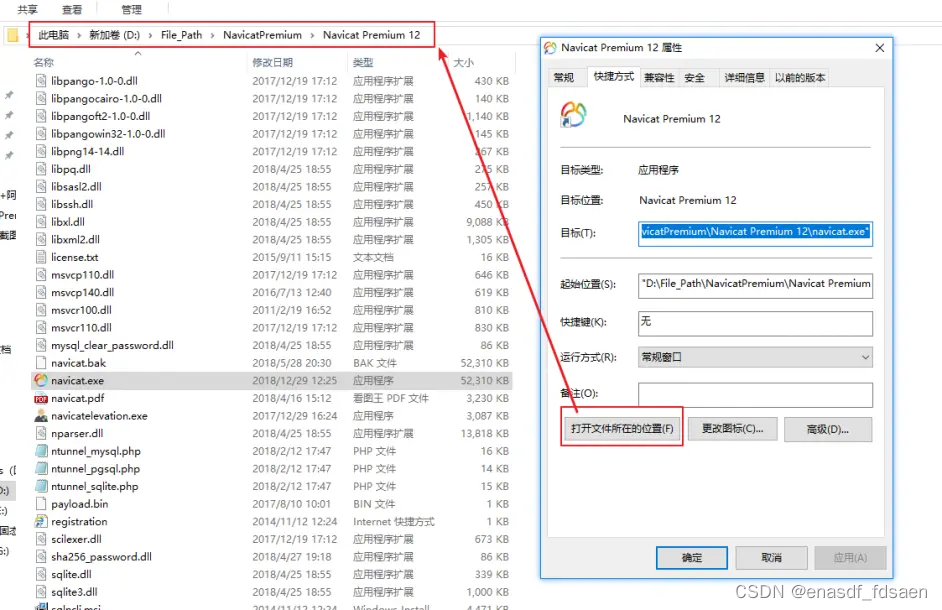 共享 查看 管理
此电脑 > 新加卷 (D:) > File_Path > NavicatPremium > Navicat Premium 12
名称 修改日期 类型 大小
libpango-1.0-0.dll 2017/12/19 17:12 应用程序扩展 430 KB
libpangocairo-1.0-0.dll 2017/12/19 17:12 应用程序扩展 140 KB
libpangoft2-1.0-0.dll 2017/12/19 17:12 应用程序扩展 1,140 KB
libpangowin32-1.0-0.dll 2017/12/19 17:12 应用程序扩展 145 KB
libpng14-14.dll 2017/12/19 17:12 应用程序扩展 267 KB
libpq.dll 2018/4/25 18:55 应用程序扩展 275 KB
libsasl2.dll 2018/4/25 18:55 应用程序扩展 257 KB
libssh.dll 2018/4/25 18:55 应用程序扩展 450 KB
libxl.dll 2018/4/25 18:55 应用程序扩展 9,088 KB
libxml2.dll 2018/4/25 18:55 应用程序扩展 1,305 KB
license.txt 2015/9/11 15:15 文本文档 16 KB
msvcp110.dll 2017/12/19 17:12 应用程序扩展 646 KB
msvcp140.dll 2016/7/13 12:40 应用程序扩展 619 KB
msvcr100.dll 2011/2/19 16:52 应用程序扩展 810 KB
msvcr110.dll 2017/12/19 17:12 应用程序扩展 830 KB
mysql_clear_password.dll 2018/4/25 18:55 应用程序扩展 86 KB
navicat.bak 2018/5/28 20:30 BAK 文件 52,310 KB
navicat.exe 2018/12/29 12:25 应用程序 52,310 KB
navicat.pdf 2018/4/16 15:12 看图王 PDF 文件 3,230 KB
navicatelevation.exe 2017/12/29 16:24 应用程序 3,087 KB
nparser.dll 2018/4/25 18:55 应用程序扩展 13,818 KB
ntunnel_mysql.php 2018/2/12 17:47 PHP 文件 16 KB
ntunnel_pgsql.php 2018/2/12 17:47 PHP 文件 14 KB
ntunnel_sqlite.php 2018/2/12 17:47 PHP 文件 15 KB
payload.bin 2017/8/10 10:01 BIN 文件 1 KB
registration 2014/11/12 12:24 Internet 快捷方式 1 KB
scilexer.dll 2017/12/19 17:12 应用程序扩展 673 KB
sha256_password.dll 2018/4/27 19:18 应用程序扩展 86 KB
sqlite.dll 2018/4/25 18:55 应用程序扩展 339 KB
sqlite3.dll 2018/4/25 18:55 应用程序扩展 1,000 KB
Navicat Premium 12 属性
常规 快捷方式 兼容性 安全 详细信息 以前的版本
Navicat Premium 12
目标类型: 应用程序
目标位置: Navicat Premium 12
目标(T): vicatPremium\Navicat Premium 12\navicat.exe"
起始位置(S): "D:\File_Path\NavicatPremium\Navicat Premium
快捷键(K): 无
运行方式(R): 常规窗口
备注(O):
打开文件所在的位置(F) 更改图标(C)... 高级(D)...
确定 取消 应用(A)
CSDN @enasdf_fdsaen